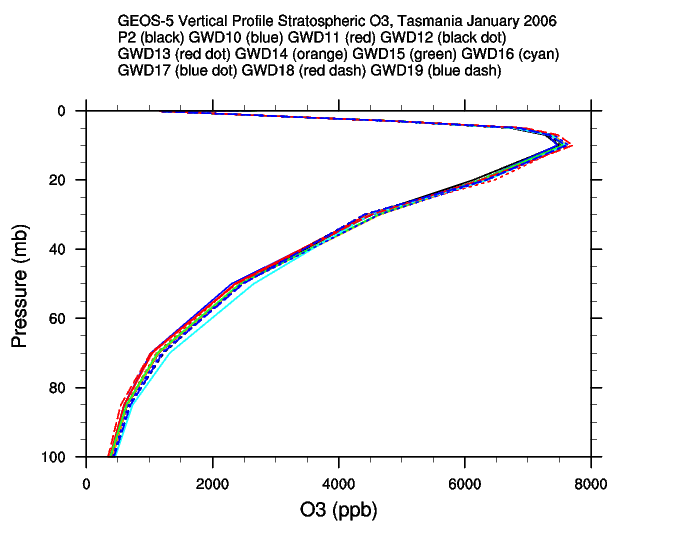 GEOS-5 Vertical Profile Stratospheric O3, Tasmania January 2006
P2 (black) GWD10 (blue) GWD11 (red) GWD12 (black dot)
GWD13 (red dot) GWD14 (orange) GWD15 (green) GWD16 (cyan)
GWD17 (blue dot) GWD18 (red dash) GWD19 (blue dash)
0
20
40
60
80
100
Pressure (mb)
0 2000 4000 6000 8000
O3 (ppb)